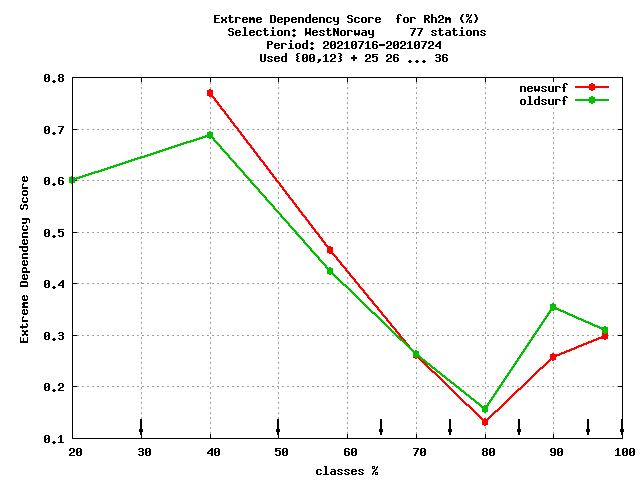 Extreme Dependency Score  for Rh2m (%)
Selection: WestNorway     77 stations
Period: 20210716-20210724
Used {00,12} + 25 26 ... 36
newsurf
oldsurf
Extreme Dependency Score
0.8
0.7
0.6
0.5
0.4
0.3
0.2
0.1
20 30 40 50 60 70 80 90 100
classes %